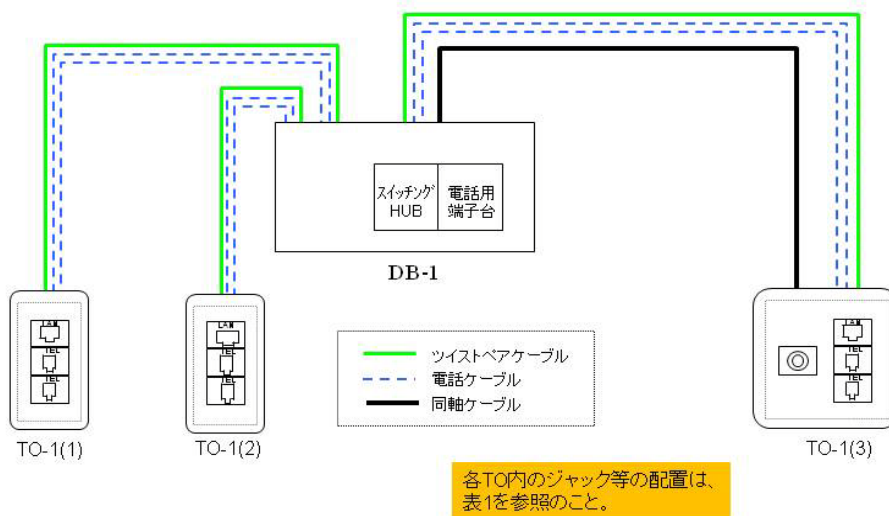 スイッチング
HUB
電話用
端子台
DB-1
LAN
TEL
TEL
TO-1(1)
LAN
TEL
TEL
TO-1(2)
ツイストペアケーブル
電話ケーブル
同軸ケーブル
LAN
TEL
TEL
TO-1(3)
各TO内のジャック等の配置は、
表1を参照のこと。